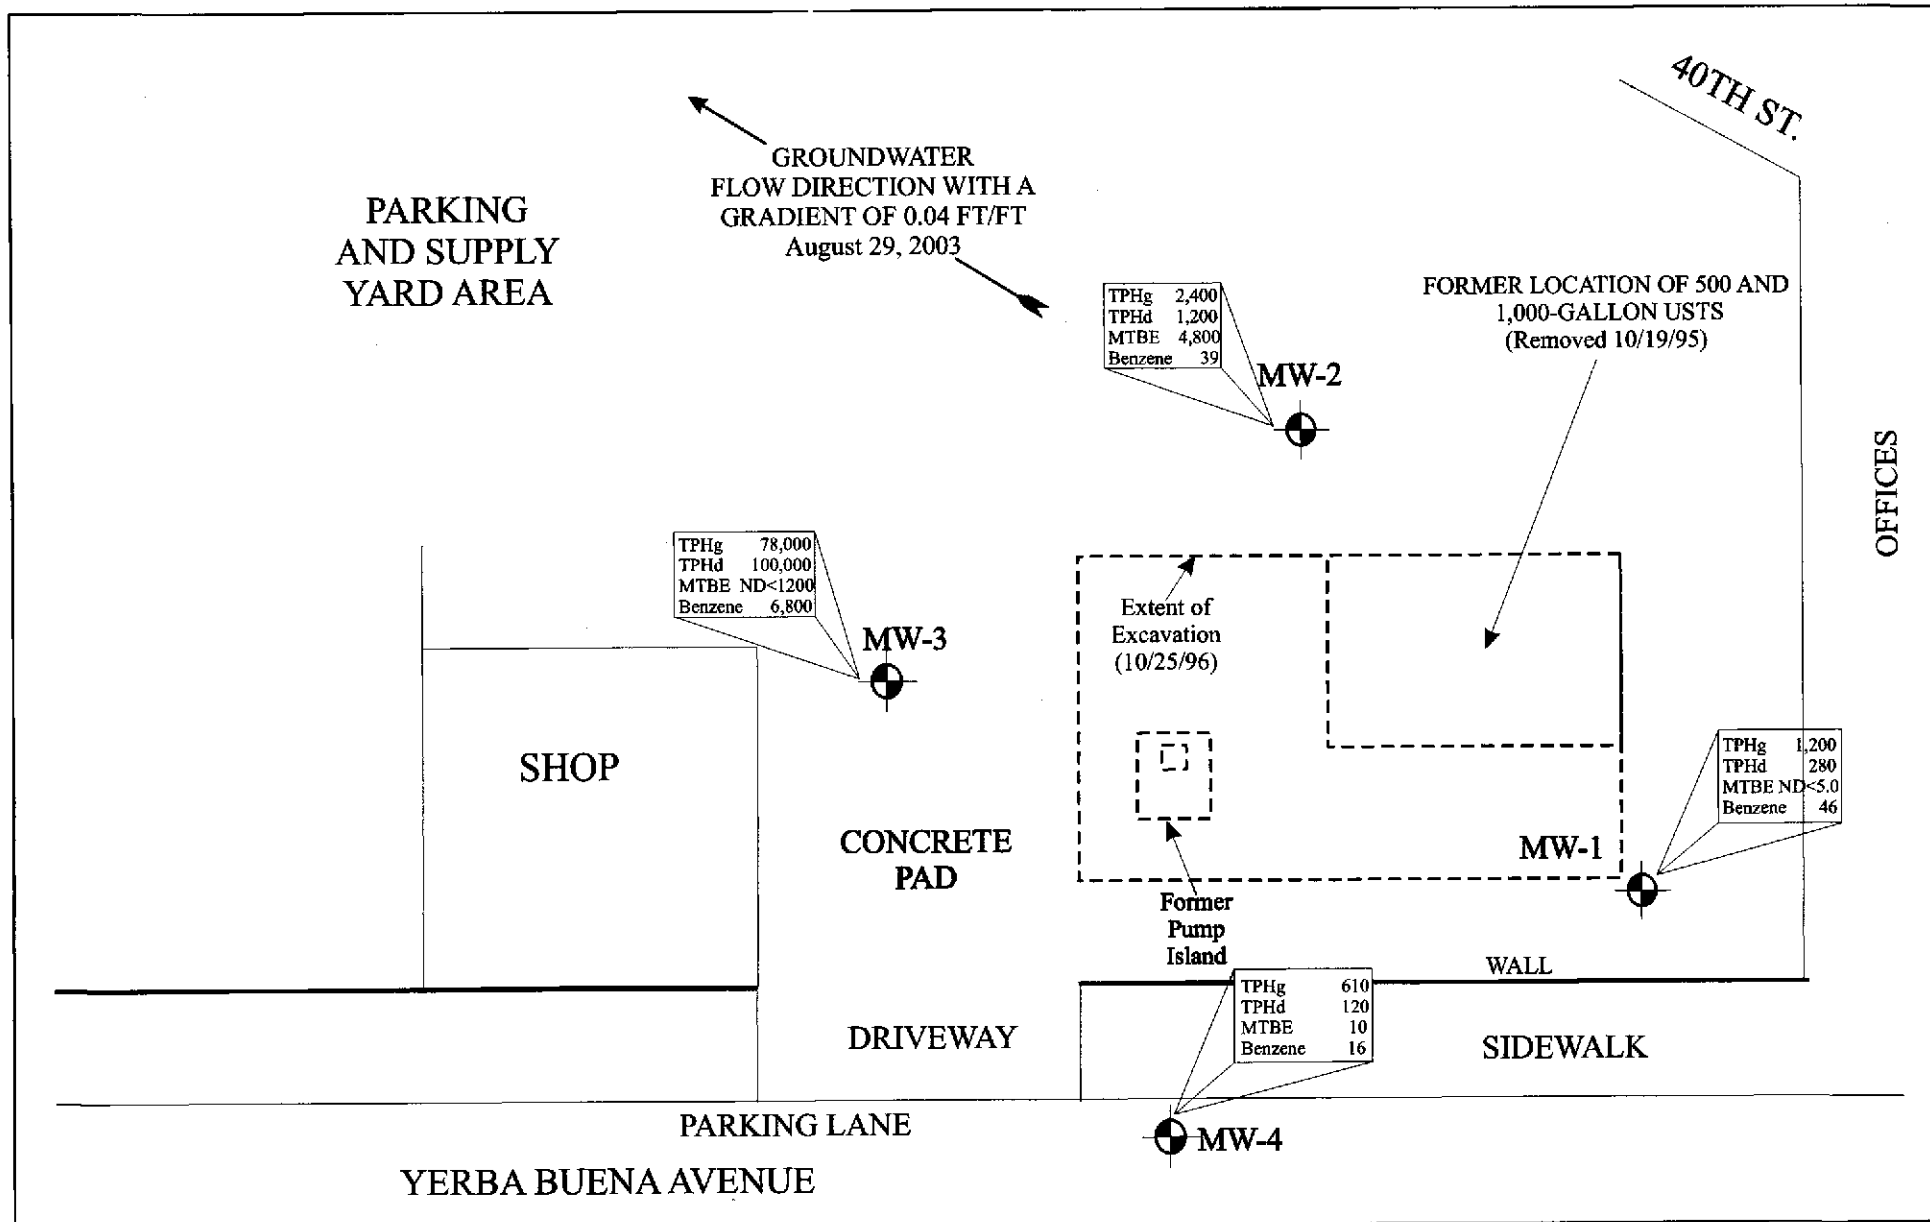 40TH ST.
GROUNDWATER
FLOW DIRECTION WITH A
GRADIENT OF 0.04 FT/FT
August 29, 2003
PARKING
AND SUPPLY
YARD AREA
FORMER LOCATION OF 500 AND
1,000-GALLON USTS
(Removed 10/19/95)
TPHg 2,400
TPHd 1,200
MTBE 4,800
Benzene 39
MW-2
OFFICES
TPHg 78,000
TPHd 100,000
MTBE ND<1200
Benzene 6,800
MW-3
Extent of
Excavation
(10/25/96)
SHOP
TPHg 1,200
TPHd 280
MTBE ND<5.0
Benzene 46
MW-1
CONCRETE
PAD
Former
Pump
Island
WALL
TPHg 610
TPHd 120
MTBE 10
Benzene 16
DRIVEWAY
SIDEWALK
PARKING LANE
MW-4
YERBA BUENA AVENUE